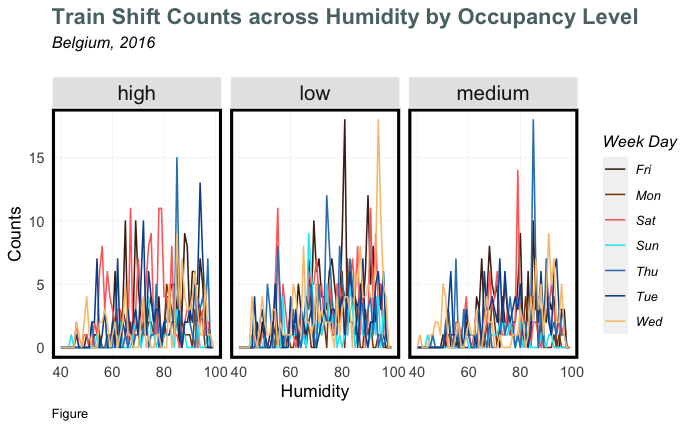 Train Shift Counts across Humidity by Occupancy Level
Belgium, 2016
high low medium
15
10
5
0
40 60 80 100 40 60 80 100 40 60 80 100
Counts
Humidity
Week Day
Fri
Mon
Sat
Sun
Thu
Tue
Wed
Figure